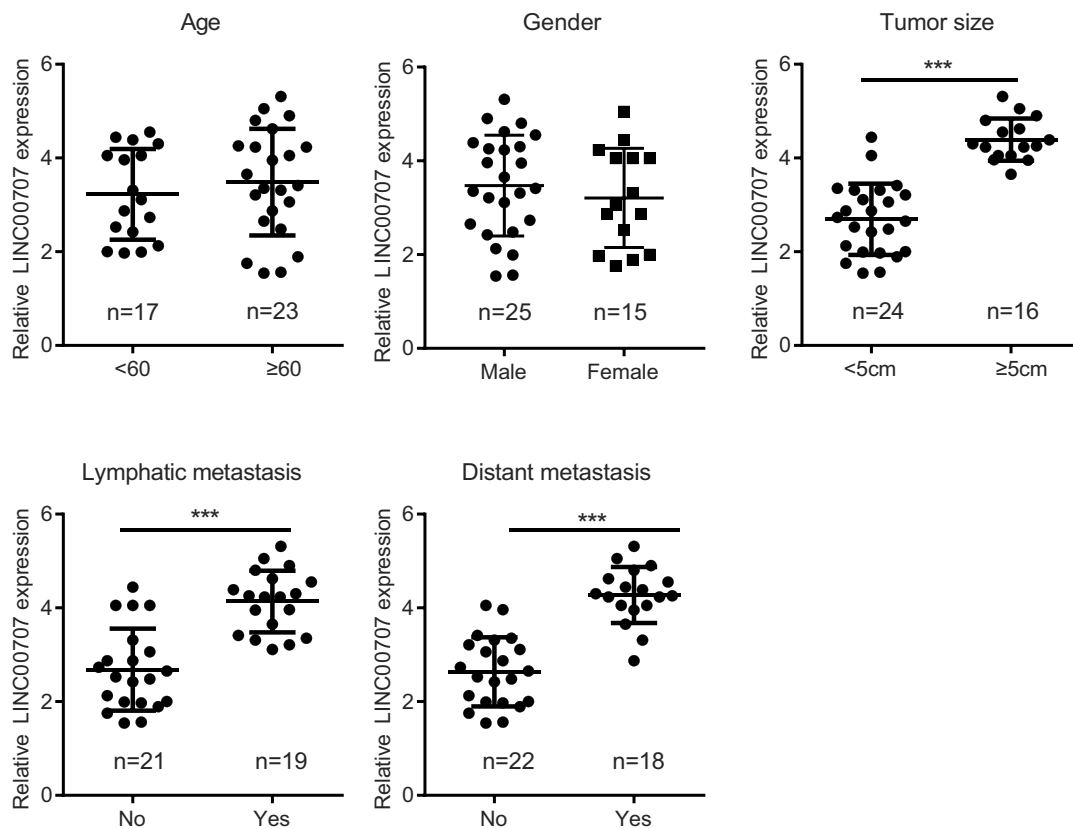 Age
Relative LINC00707 expression
6
4
2
0
n=17
n=23
<60
≥60
Gender
Relative LINC00707 expression
6
4
2
0
n=25
n=15
Male
Female
Tumor size
Relative LINC00707 expression
6
4
2
0
***
n=24
n=16
<5cm
≥5cm
Lymphatic metastasis
Relative LINC00707 expression
6
4
2
0
***
n=21
n=19
No
Yes
Distant metastasis
Relative LINC00707 expression
6
4
2
0
***
n=22
n=18
No
Yes